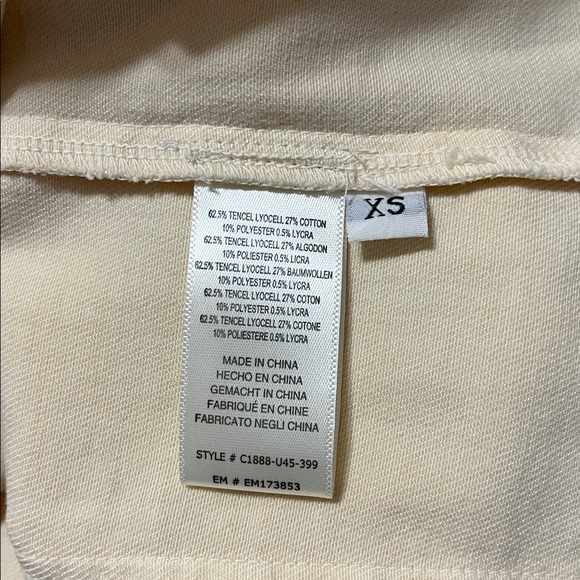 62.5% TENCEL LYOCELL 27% COTTON
10% POLYESTER 0.5% LYCRA
62.5% TENCEL LYOCELL 27% ALGODON
10% POLIESTER 0.5% LICRA
62.5% TENCEL LYOCELL 27% BAUMWOLLEN
10% POLYESTER 0.5% LYCRA
62.5% TENCEL LYOCELL 27% COTON
10% POLYESTER 0.5% LYCRA
62.5% TENCEL LYOCELL 27% COTONE
10% POLIESTERE 0.5% LYCRA
MADE IN CHINA
HECHO EN CHINA
GEMACHT IN CHINA
FABRIQUÉ EN CHINE
FABRICATO NEGLI CHINA
STYLE # C1888-U45-399
EM # EM173853
XS